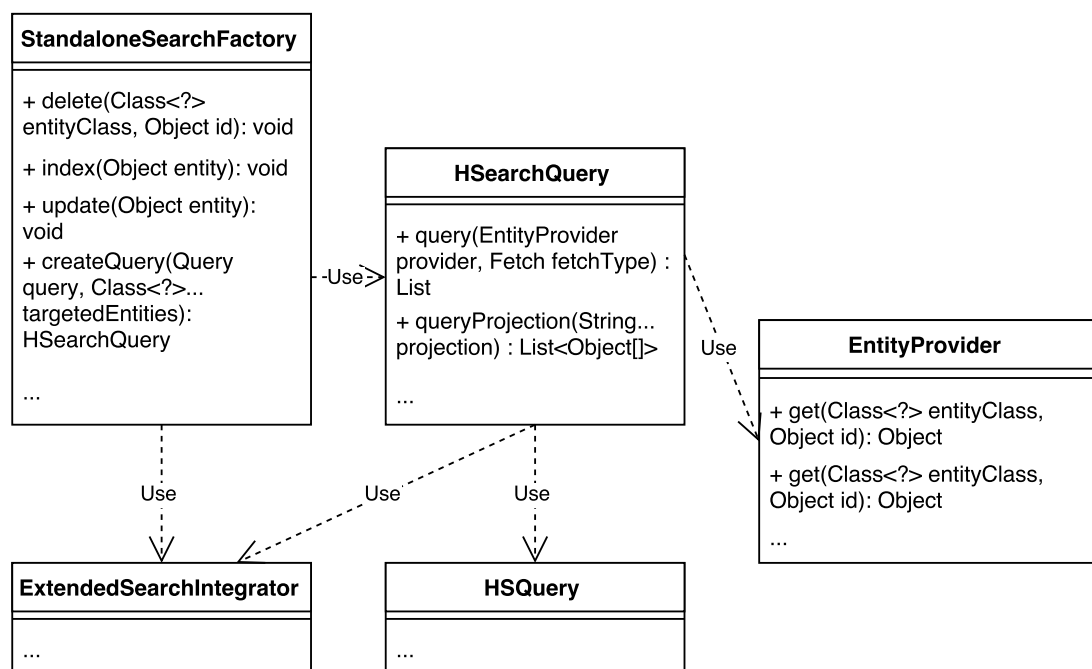 StandaloneSearchFactory
+ delete(Class<?>
entityClass, Object id): void
+ index(Object entity): void
+ update(Object entity):
void
+ createQuery(Query
query, Class<?>...
targetedEntities):
HSearchQuery
...
Use
HSearchQuery
+ query(EntityProvider
provider, Fetch fetchType) :
List
+ queryProjection(String...
projection) : List<Object[]>
...
Use
EntityProvider
+ get(Class<?> entityClass,
Object id): Object
+ get(Class<?> entityClass,
Object id): Object
...
Use
Use
Use
ExtendedSearchIntegrator
...
HSQuery
...